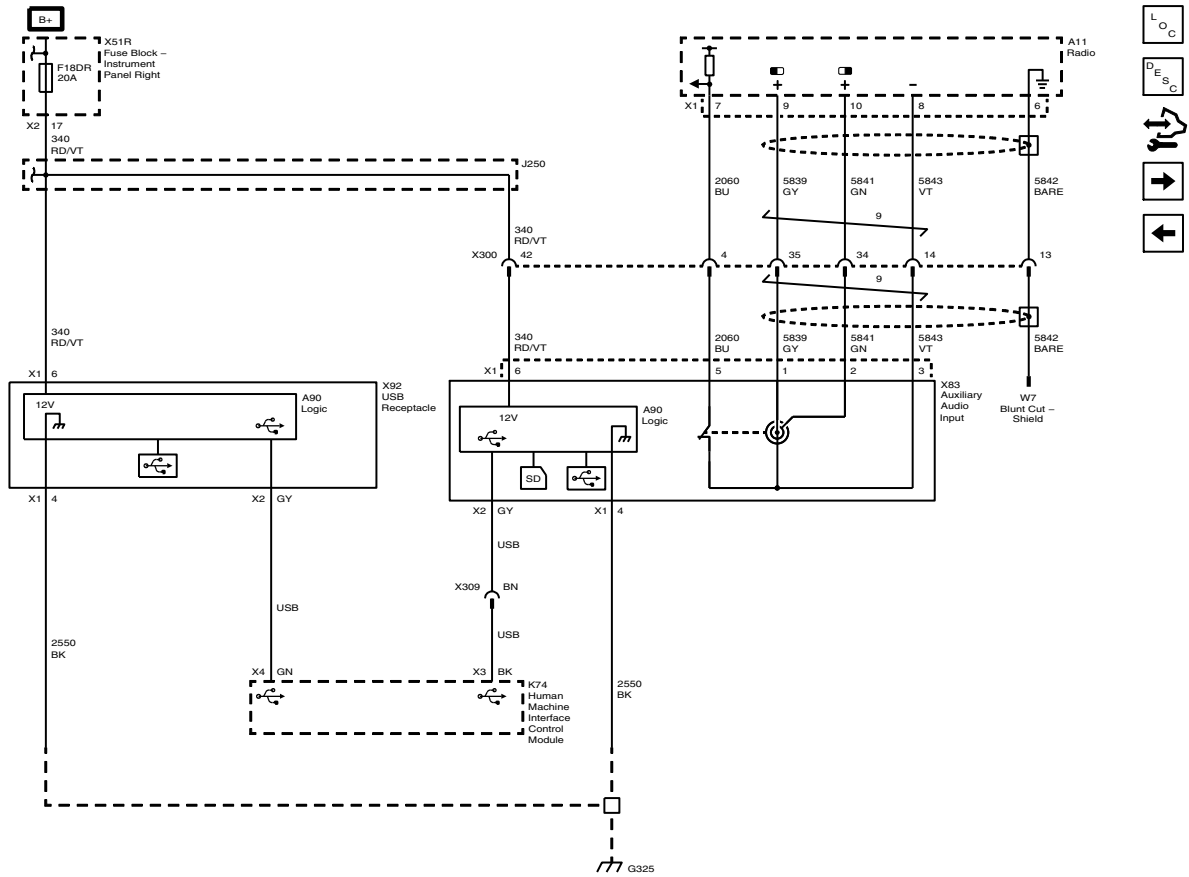 B+
X51R
Fuse Block –
Instrument
Panel Right
F18DR
20A
X2 17
340
RD/VT
J250
A11
Radio
X1 7 9 10 8 6
+ + –
L
O
C
D
E
S
C
2060
BU
5839
GY
5841
GN
5843
VT
5842
BARE
9
340
RD/VT
X300 42 4 35 34 14 13
9
340
RD/VT
340
RD/VT
2060
BU
5839
GY
5841
GN
5843
VT
5842
BARE
X1 6
X1 6 5 1 2 3
X92
USB
Receptacle
A90
Logic
12V
X83
Auxiliary
Audio
Input
A90
Logic
12V
SD
W7
Blunt Cut –
Shield
X1 4
X2 GY
X2 GY
X1 4
USB
X309 BN
USB
USB
2550
BK
X4 GN
X3 BK
K74
Human
Machine
Interface
Control
Module
2550
BK
G325